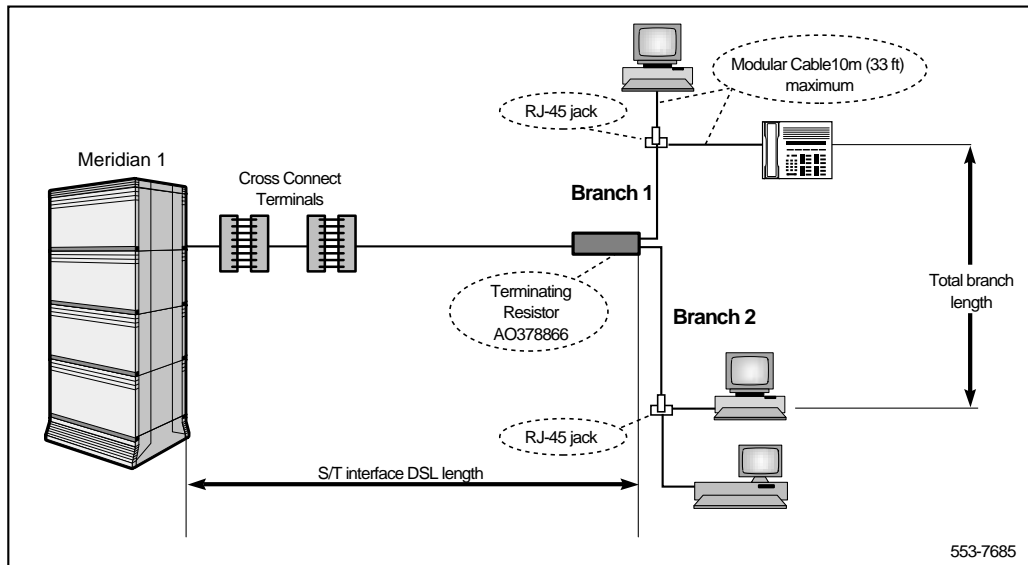 Modular Cable10m (33 ft)
maximum
RJ-45 jack
Meridian 1
Cross Connect
Terminals
Branch 1
Terminating
Resistor
AO378866
Total branch
length
Branch 2
RJ-45 jack
S/T interface DSL length
553-7685